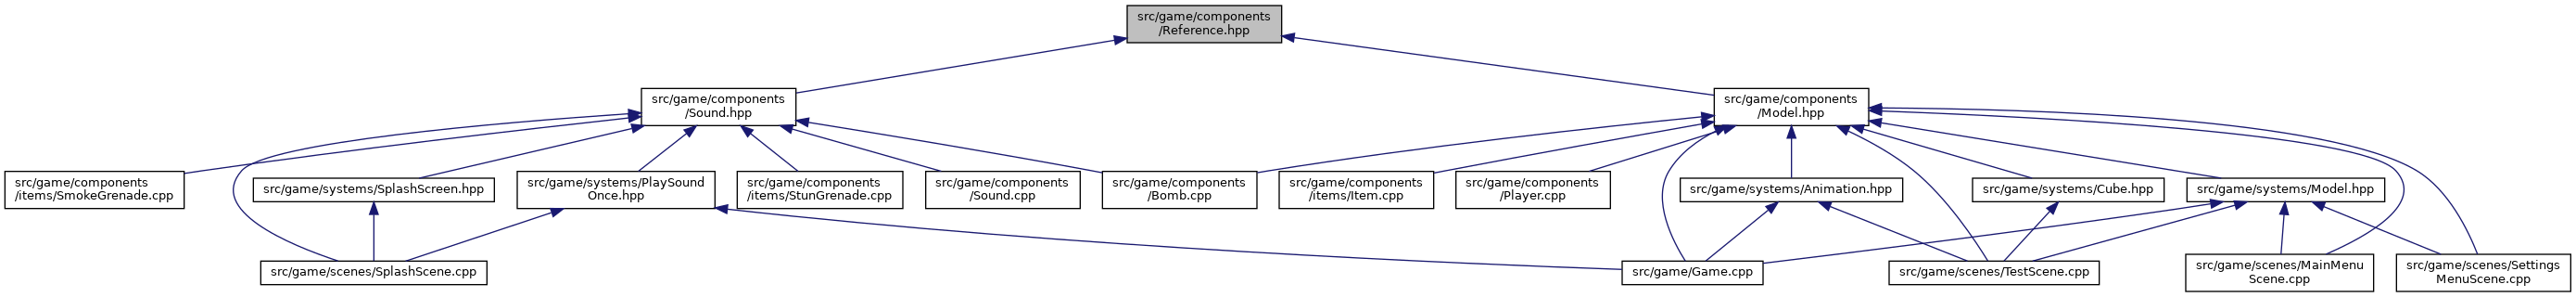 src/game/components
/Reference.hpp
src/game/components
/Sound.hpp
src/game/components
/Model.hpp
src/game/components
/items/SmokeGrenade.cpp
src/game/systems/SplashScreen.hpp
src/game/systems/PlaySound
Once.hpp
src/game/components
/items/StunGrenade.cpp
src/game/components
/Sound.cpp
src/game/components
/Bomb.cpp
src/game/components
/items/Item.cpp
src/game/components
/Player.cpp
src/game/systems/Animation.hpp
src/game/systems/Cube.hpp
src/game/systems/Model.hpp
src/game/scenes/SplashScene.cpp
src/game/Game.cpp
src/game/scenes/TestScene.cpp
src/game/scenes/MainMenu
Scene.cpp
src/game/scenes/Settings
MenuScene.cpp